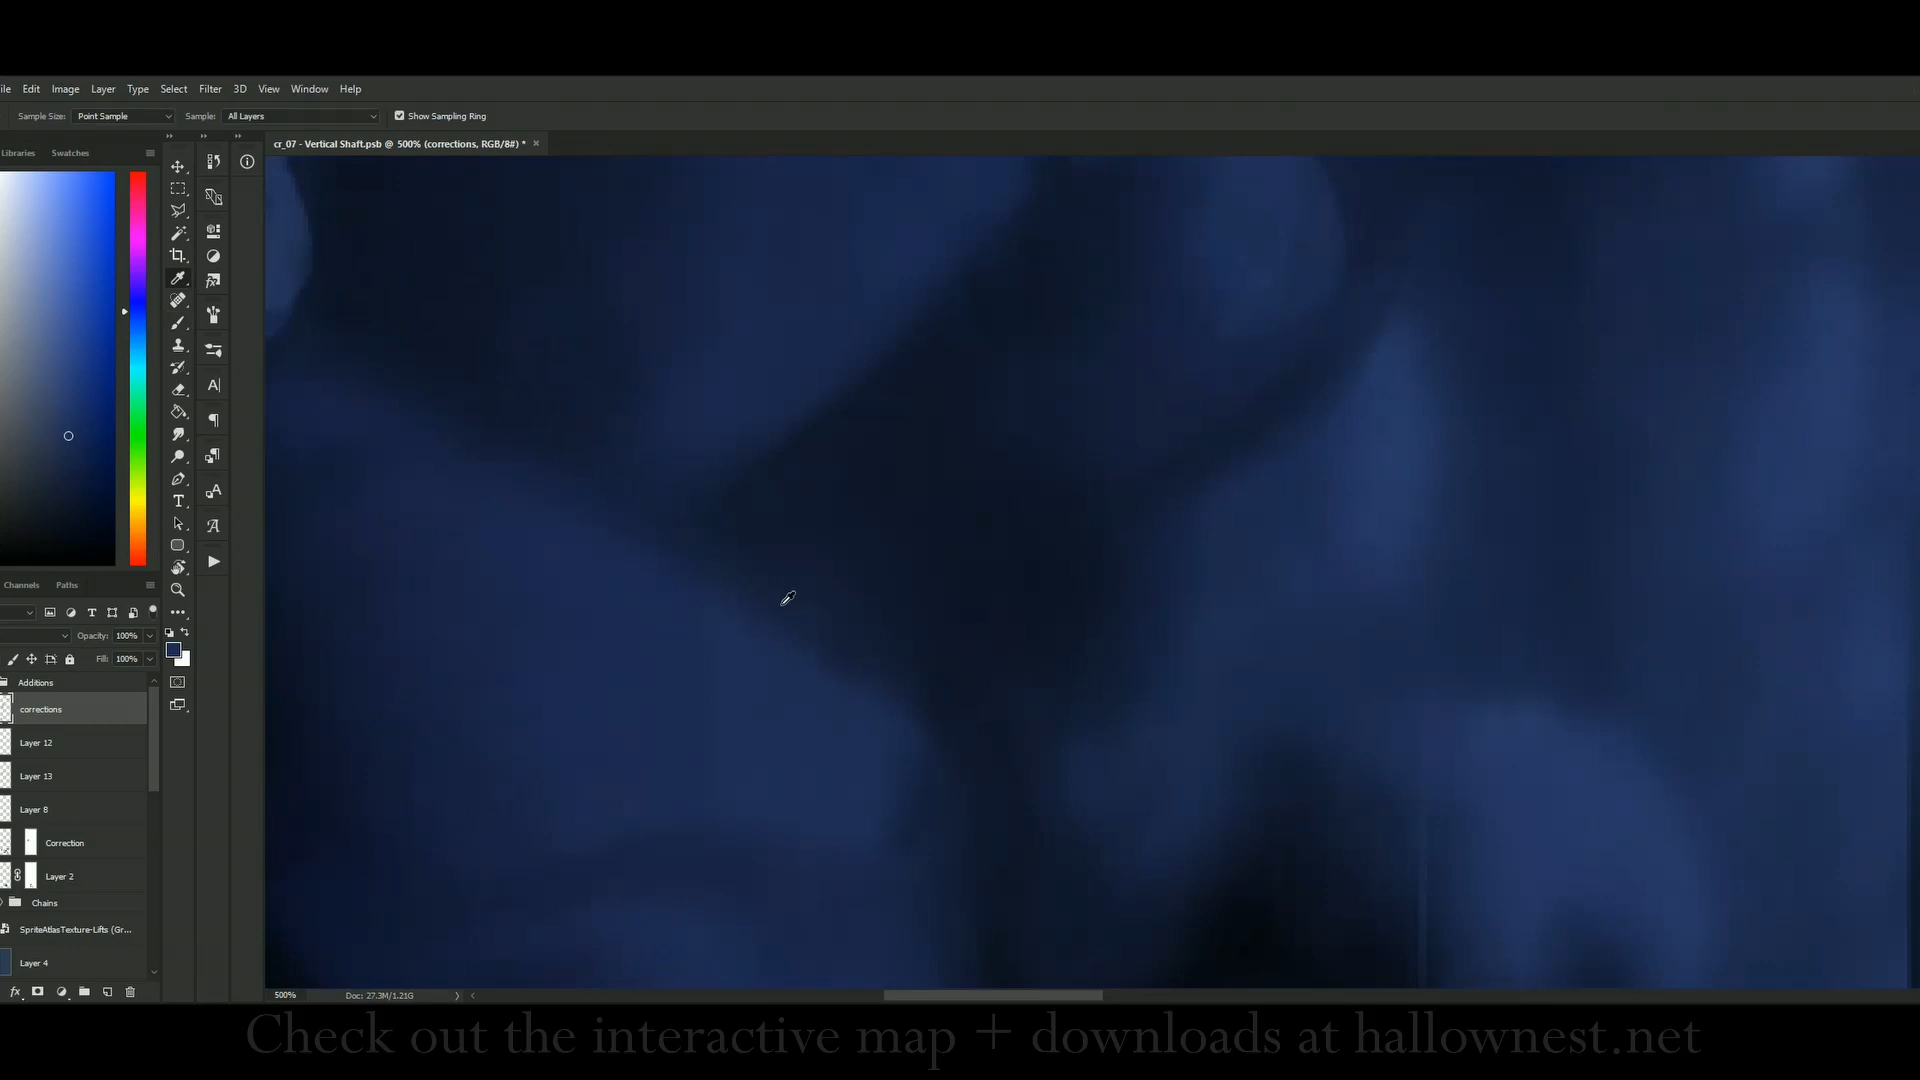 ile Edit Image Layer Type Select Filter 3D View Window Help
Sample Size: Point Sample Sample: All Layers Show Sampling Ring
Libraries Swatches
cr_07 - Vertical Shaft.psb @ 500% (corrections, RGB/8#) *
Channels Paths
Opacity: 100%
Fill: 100%
Additions
corrections
Layer 12
Layer 13
Layer 8
Correction
Layer 2
Chains
SpriteAtlasTexture-Lifts (Gr...
Layer 4
500% Doc: 27.3M/1.21G
Check out the interactive map + downloads at hallownest.net